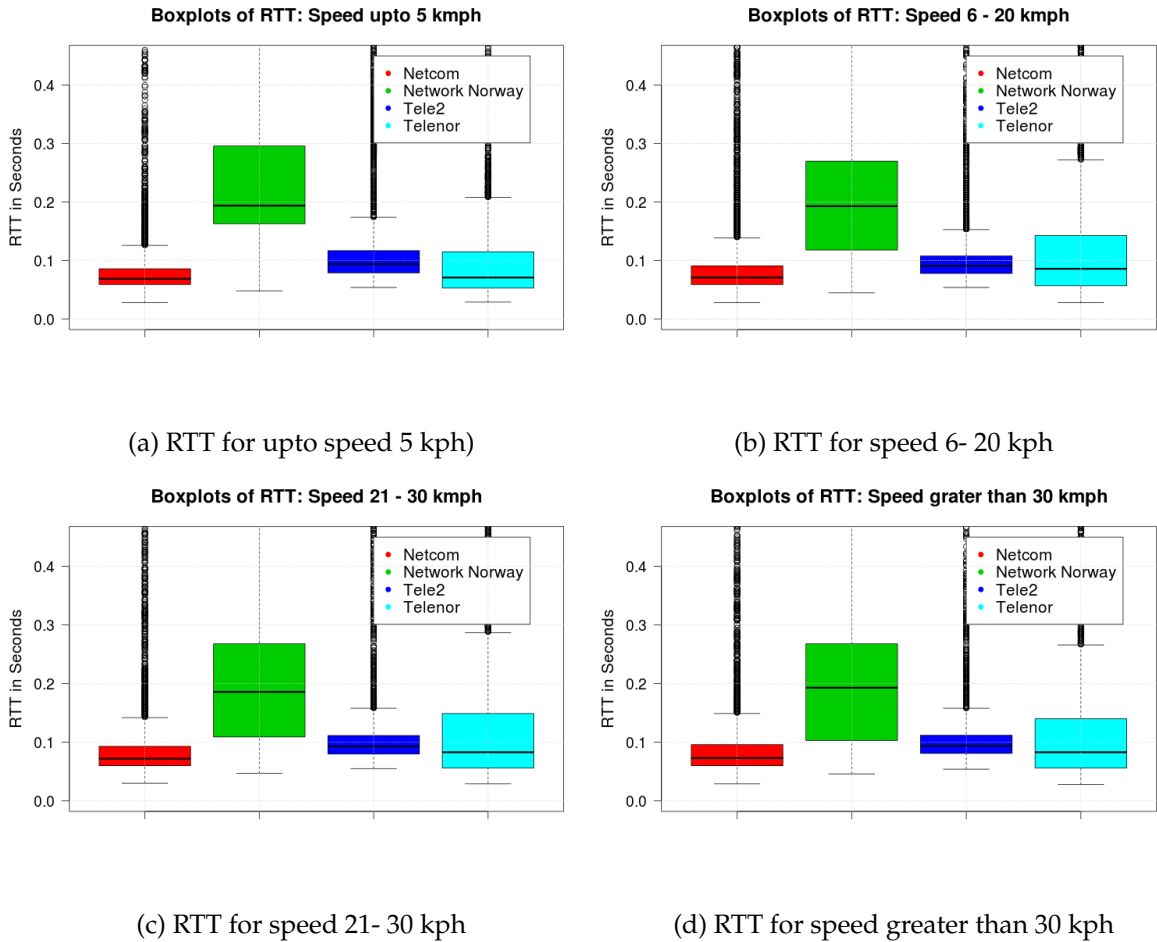 Boxplots of RTT: Speed upto 5 kmph
RTT in Seconds
0.4
0.3
0.2
0.1
0.0
Netcom
Network Norway
Tele2
Telenor
(a) RTT for upto speed 5 kph)
Boxplots of RTT: Speed 6 - 20 kmph
RTT in Seconds
0.4
0.3
0.2
0.1
0.0
Netcom
Network Norway
Tele2
Telenor
(b) RTT for speed 6- 20 kph
Boxplots of RTT: Speed 21 - 30 kmph
RTT in Seconds
0.4
0.3
0.2
0.1
0.0
Netcom
Network Norway
Tele2
Telenor
(c) RTT for speed 21- 30 kph
Boxplots of RTT: Speed grater than 30 kmph
RTT in Seconds
0.4
0.3
0.2
0.1
0.0
Netcom
Network Norway
Tele2
Telenor
(d) RTT for speed greater than 30 kph